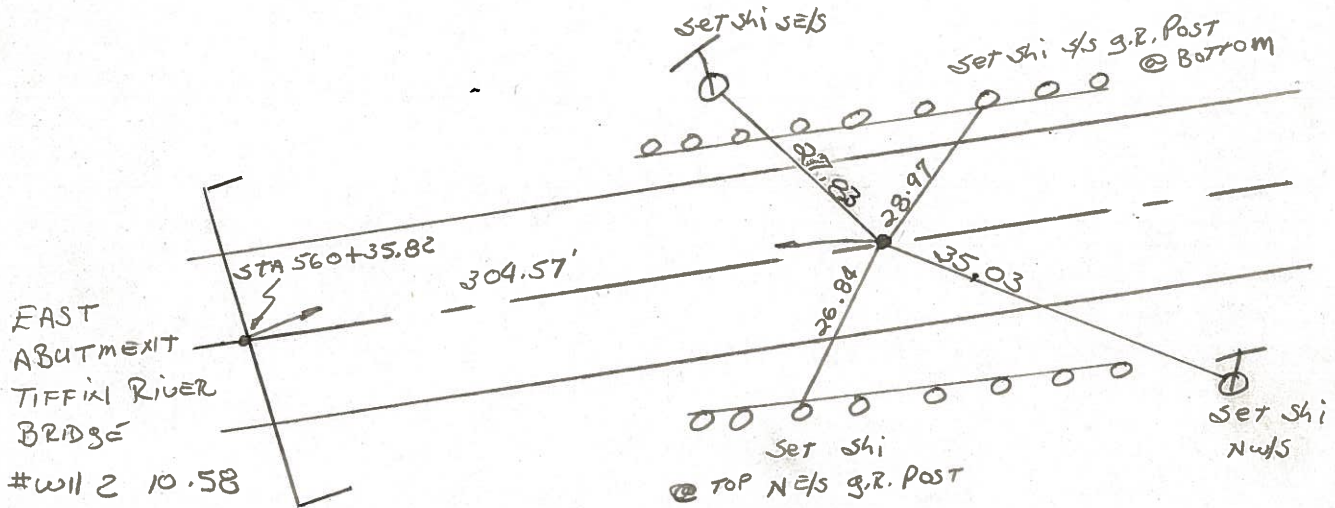 set shi SE/S
set shi S/S g.R. POST
@ BOTTOM
27.83
28.97
STA 560+35.82
304.57'
35.03
26.84
EAST
ABUTMENT
TIFFIN RIVER
BRIDGE
#WIl 2 10.58
set shi
@ TOP NE/S g.R. POST
set shi
NW/S